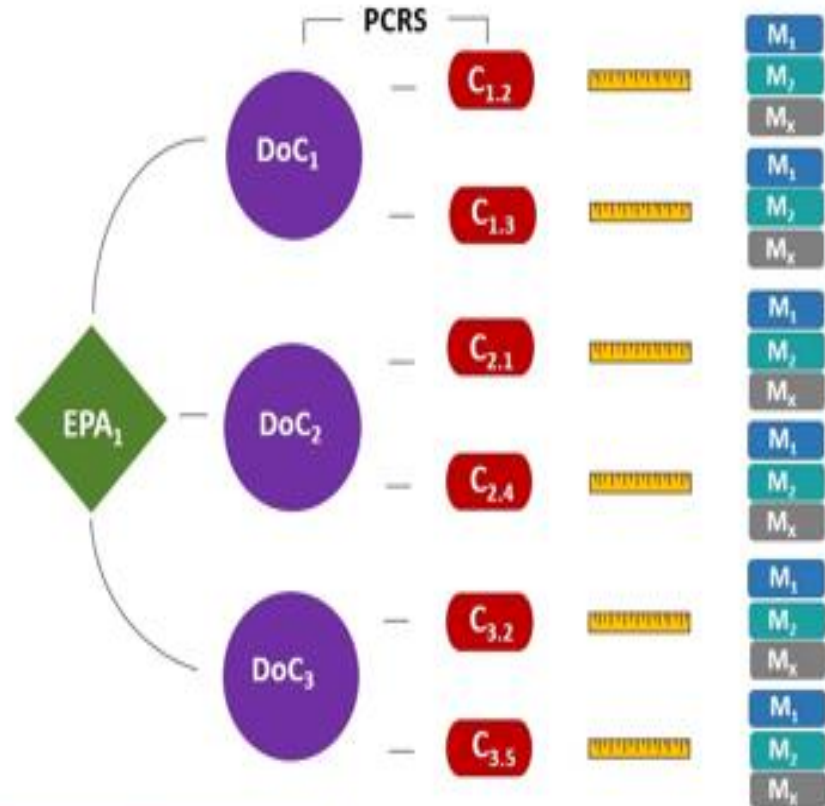 PCRS
C1.2
M1
M2
Mx
DoC1
C1.3
M1
M2
Mx
C2.1
M1
M2
Mx
EPA1
DoC2
C2.4
M1
M2
Mx
C3.2
M1
M2
Mx
DoC3
C3.5
M1
M2
Mx